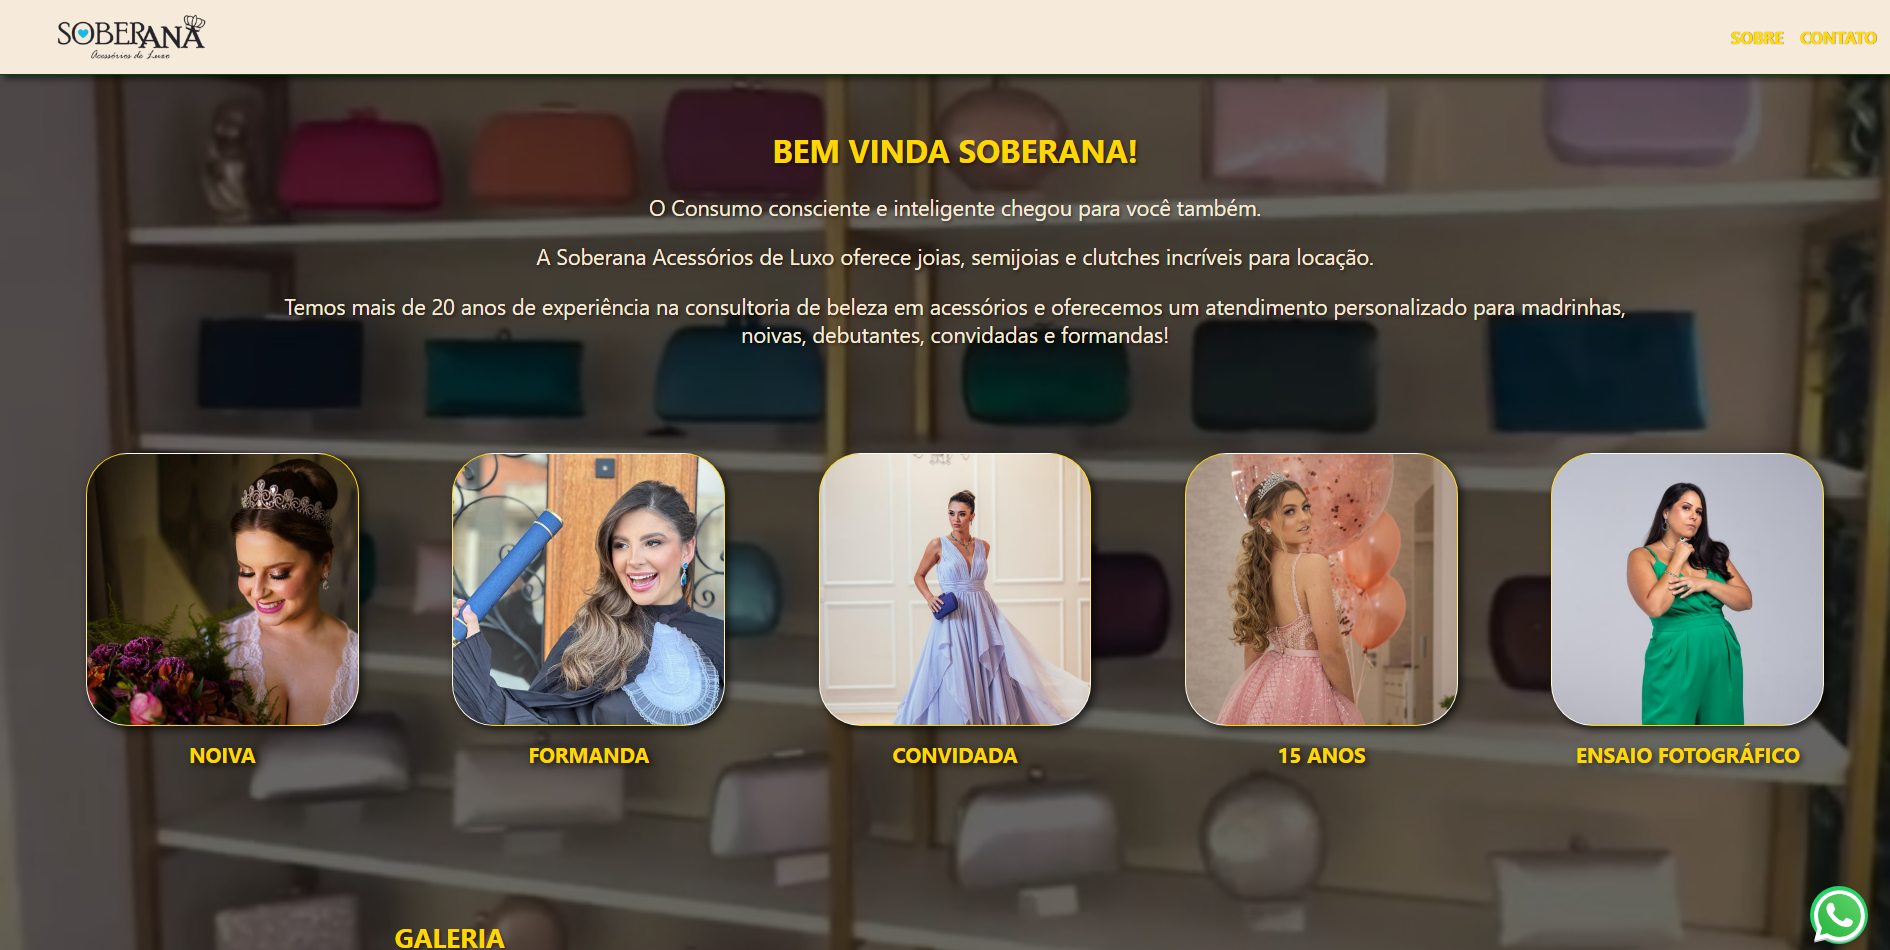 SOBERANA
Acessórios de Luxo
SOBRE CONTATO
BEM VINDA SOBERANA!
O Consumo consciente e inteligente chegou para você também.
A Soberana Acessórios de Luxo oferece joias, semijoias e clutches incríveis para locação.
Temos mais de 20 anos de experiência na consultoria de beleza em acessórios e oferecemos um atendimento personalizado para madrinhas,
noivas, debutantes, convidadas e formandas!
NOIVA
FORMANDA
CONVIDADA
15 ANOS
ENSAIO FOTOGRÁFICO
GALERIA